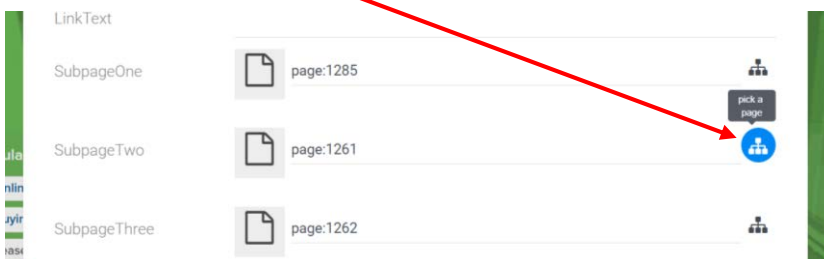 LinkText
SubpageOne page:1285
pick a
page
SubpageTwo page:1261
SubpageThree page:1262